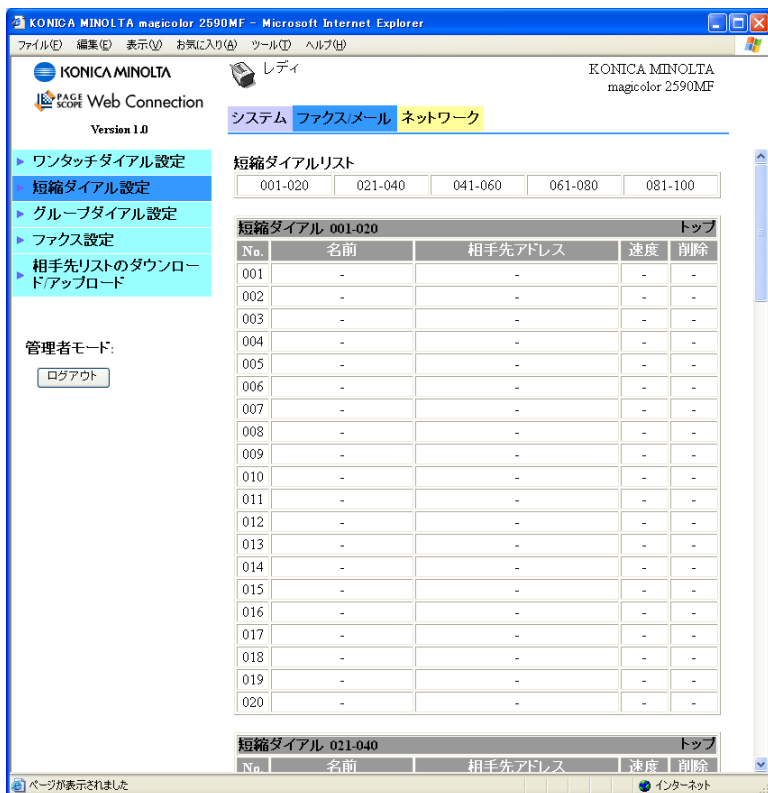 KONICA MINOLTA magicolor 2590MF - Microsoft Internet Explorer
ファイル(F) 編集(E) 表示(V) お気に入り(A) ツール(T) ヘルプ(H)
KONICA MINOLTA
レディ
KONICA MINOLTA
magicolor 2590MF
PAGE SCOPE Web Connection
Version 1.0
システム ファクス/メール ネットワーク
ワンタッチダイアル設定
短縮ダイアル設定
グループダイアル設定
ファクス設定
相手先リストのダウンロー
ド/アップロード
管理者モード:
ログアウト
短縮ダイアルリスト
001-020 021-040 041-060 061-080 081-100
短縮ダイアル 001-020 トップ
No. 名前 相手先アドレス 速度 削除
001 - - - -
002 - - - -
003 - - - -
004 - - - -
005 - - - -
006 - - - -
007 - - - -
008 - - - -
009 - - - -
010 - - - -
011 - - - -
012 - - - -
013 - - - -
014 - - - -
015 - - - -
016 - - - -
017 - - - -
018 - - - -
019 - - - -
020 - - - -
短縮ダイアル 021-040 トップ
No. 名前 相手先アドレス 速度 削除
ページが表示されました インターネット